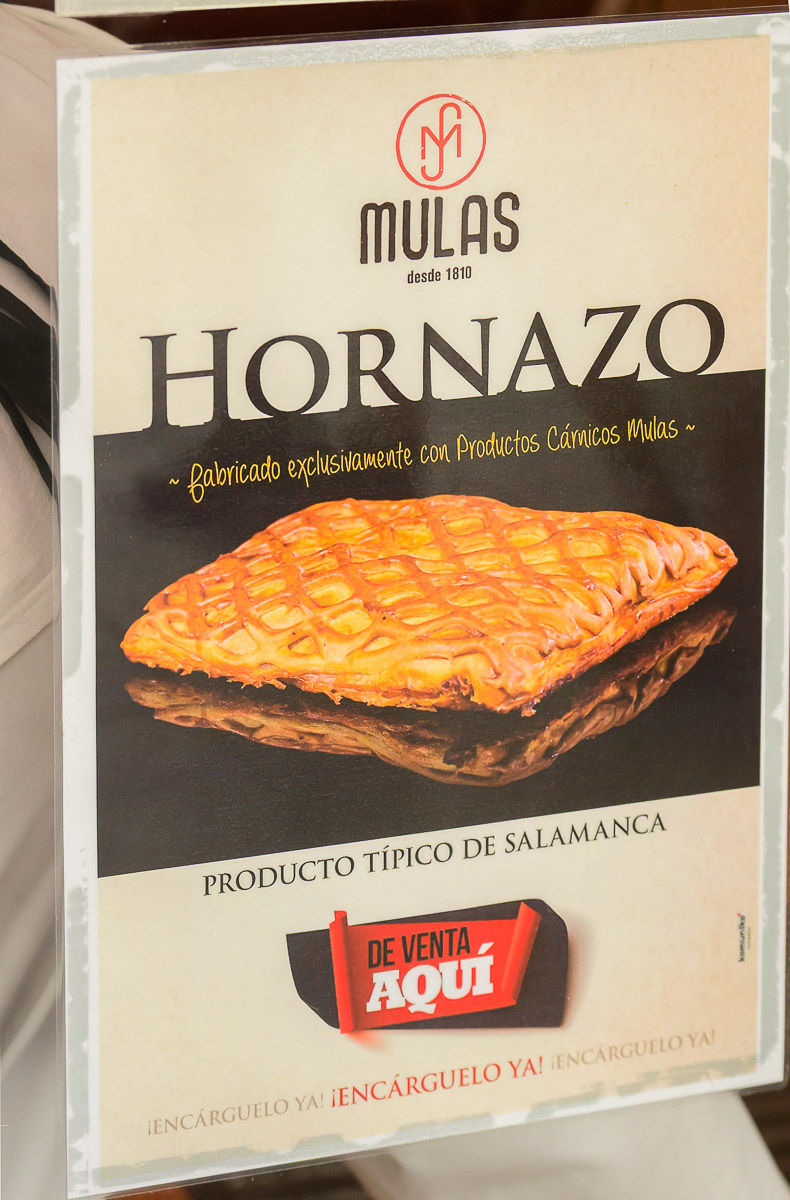 MULAS
desde 1810
HORNAZO
~ Fabricado exclusivamente con Productos Cárnicos Mulas ~
PRODUCTO TÍPICO DE SALAMANCA
DE VENTA
AQUÍ
komunika
¡ENCÁRGUELO YA! ¡ENCÁRGUELO YA! ¡ENCÁRGUELO YA!